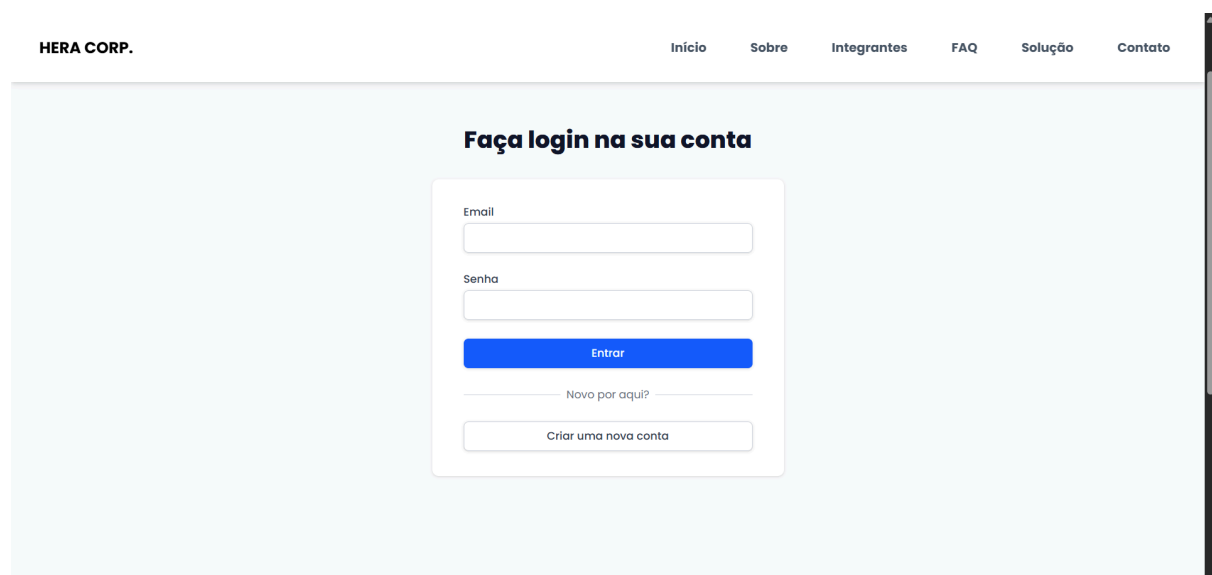 HERA CORP. Início Sobre Integrantes FAQ Solução Contato
Faça login na sua conta
Email
Senha
Entrar
Novo por aqui?
Criar uma nova conta